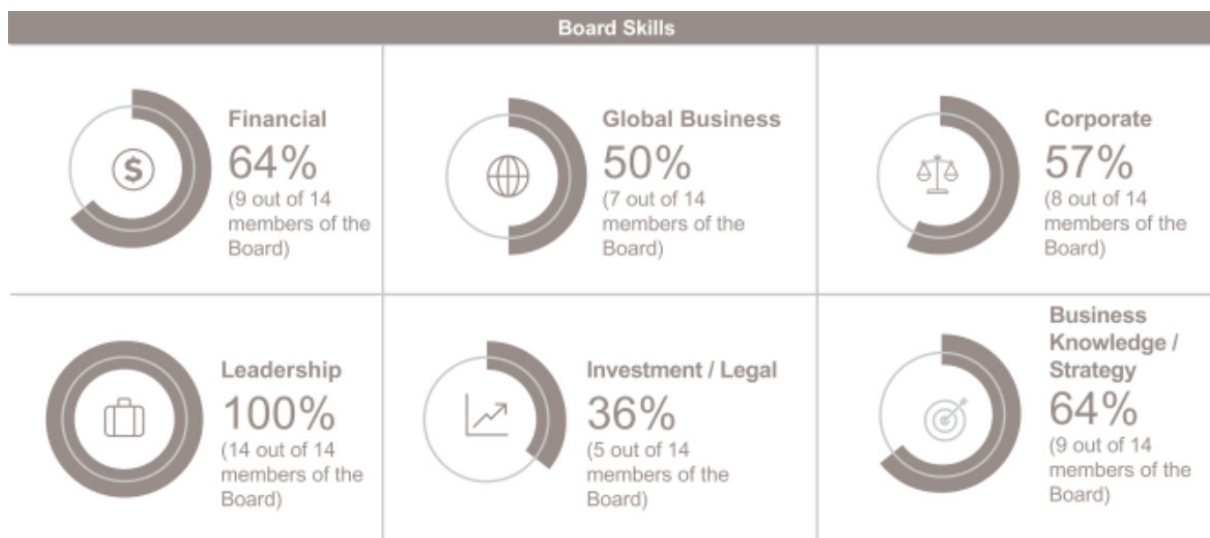 Board Skills
Financial
64%
(9 out of 14
members of the
Board)
Global Business
50%
(7 out of 14
members of the
Board)
Corporate
57%
(8 out of 14
members of the
Board)
Leadership
100%
(14 out of 14
members of the
Board)
Investment / Legal
36%
(5 out of 14
members of the
Board)
Business
Knowledge /
Strategy
64%
(9 out of 14
members of the
Board)